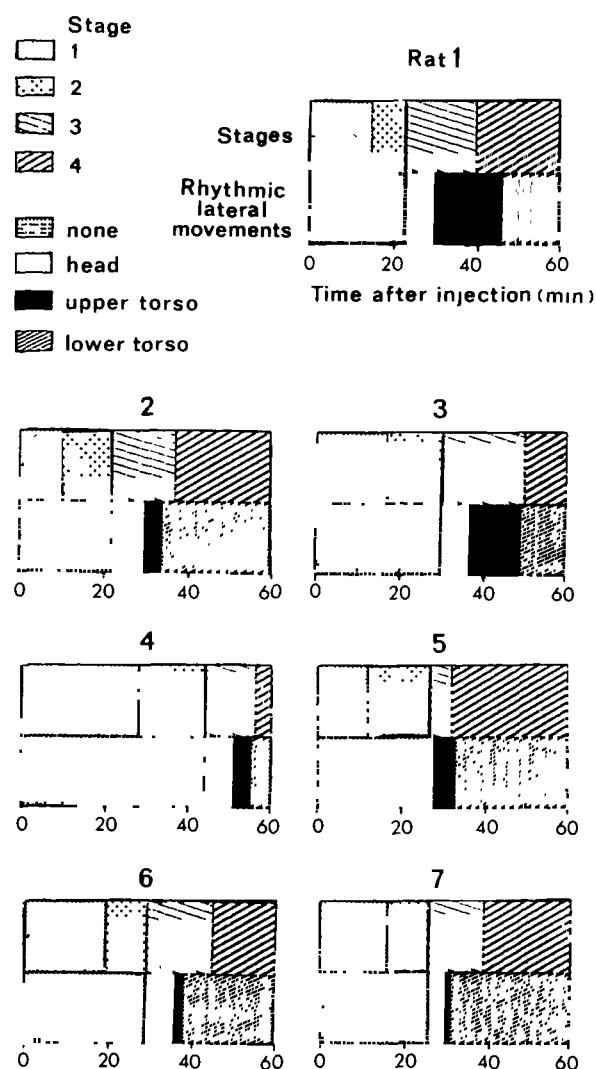 Stage
1
2
3
4
none
head
upper torso
lower torso
Rat 1
Stages
Rhythmic
lateral
movements
0 20 40 60
Time after injection (min)
2
0 20 40 60
3
0 20 40 60
4
0 20 40 60
5
0 20 40 60
6
0 20 40 60
7
0 20 40 60